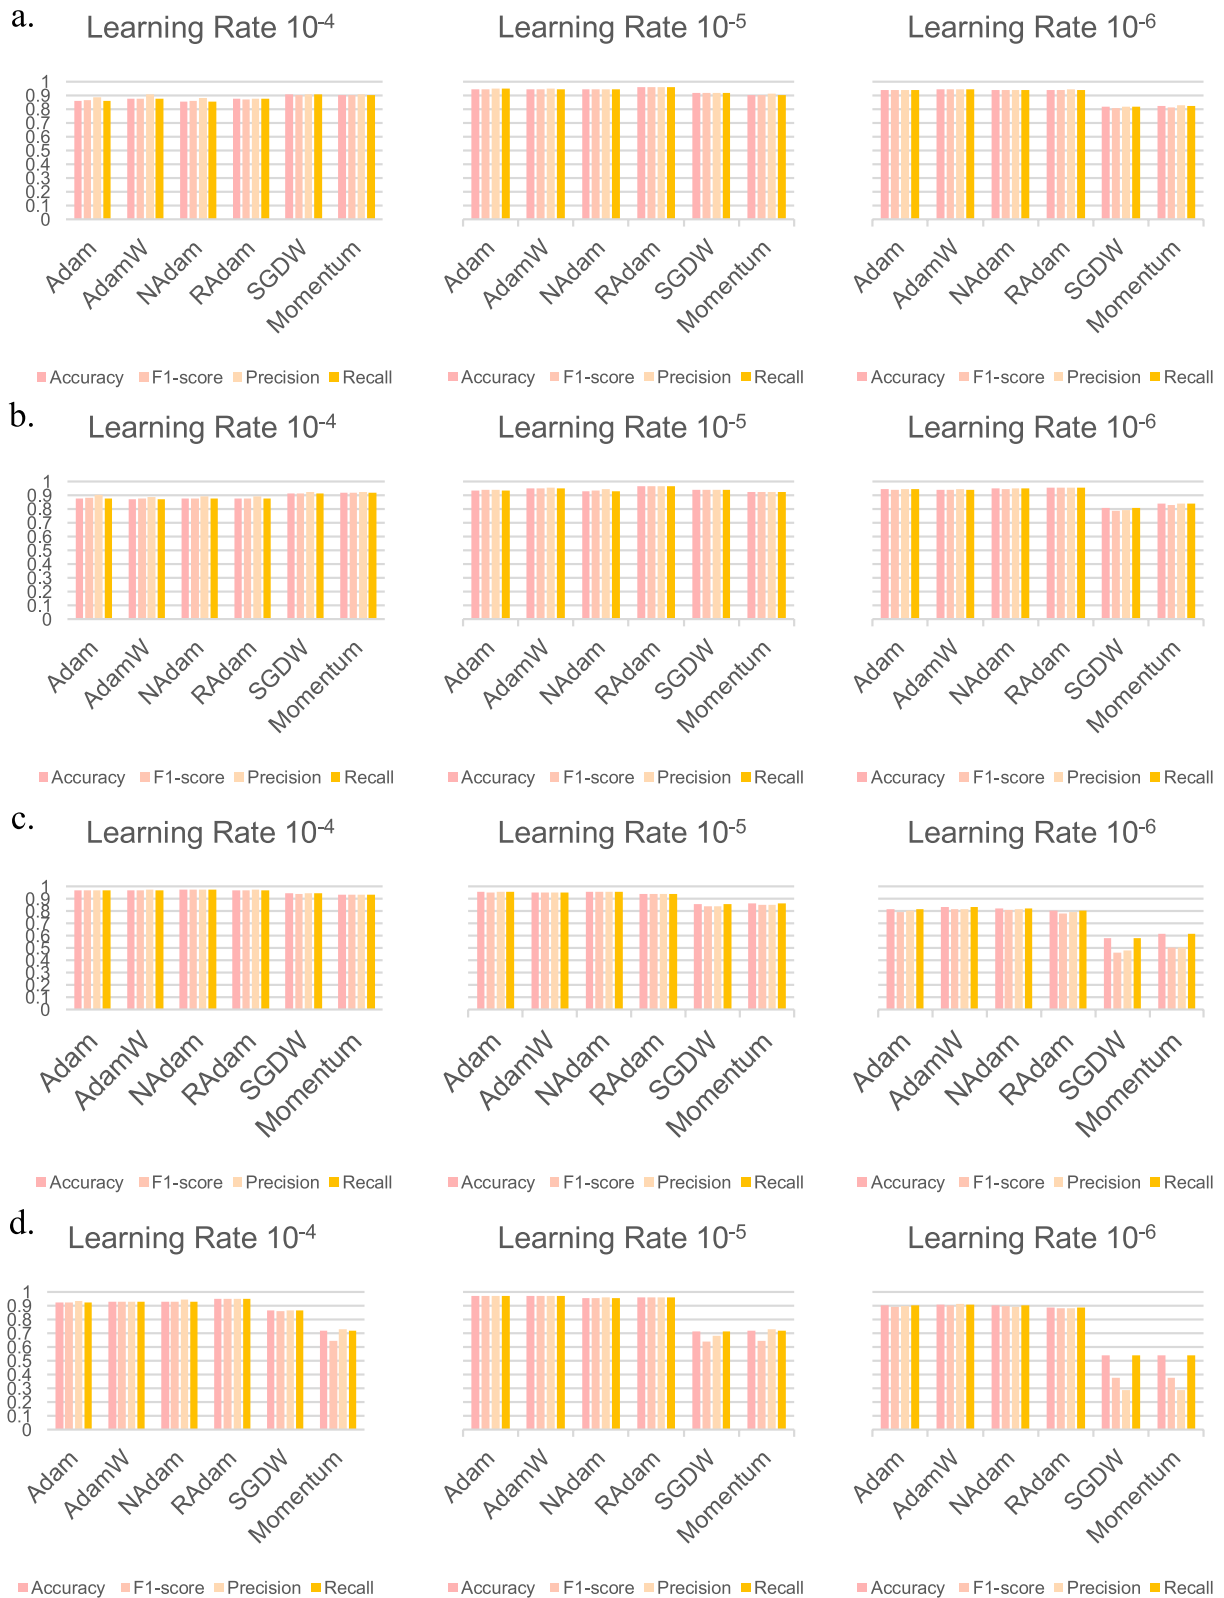 a.
Learning Rate 10-4 Learning Rate 10-5 Learning Rate 10-6
1
0.9
0.8
0.7
0.6
0.5
0.4
0.3
0.2
0.1
0
Adam AdamW NAdam RAdam SGDW Momentum
Adam AdamW NAdam RAdam SGDW Momentum
Adam AdamW NAdam RAdam SGDW Momentum
Accuracy F1-score Precision Recall
Accuracy F1-score Precision Recall
Accuracy F1-score Precision Recall
b.
Learning Rate 10-4 Learning Rate 10-5 Learning Rate 10-6
1
0.9
0.8
0.7
0.6
0.5
0.4
0.3
0.2
0.1
0
Adam AdamW NAdam RAdam SGDW Momentum
Adam AdamW NAdam RAdam SGDW Momentum
Adam AdamW NAdam RAdam SGDW Momentum
Accuracy F1-score Precision Recall
Accuracy F1-score Precision Recall
Accuracy F1-score Precision Recall
c.
Learning Rate 10-4 Learning Rate 10-5 Learning Rate 10-6
1
0.9
0.8
0.7
0.6
0.5
0.4
0.3
0.2
0.1
0
Adam AdamW NAdam RAdam SGDW Momentum
Adam AdamW NAdam RAdam SGDW Momentum
Adam AdamW NAdam RAdam SGDW Momentum
Accuracy F1-score Precision Recall
Accuracy F1-score Precision Recall
Accuracy F1-score Precision Recall
d.
Learning Rate 10-4 Learning Rate 10-5 Learning Rate 10-6
1
0.9
0.8
0.7
0.6
0.5
0.4
0.3
0.2
0.1
0
Adam AdamW NAdam RAdam SGDW Momentum
Adam AdamW NAdam RAdam SGDW Momentum
Adam AdamW NAdam RAdam SGDW Momentum
Accuracy F1-score Precision Recall
Accuracy F1-score Precision Recall
Accuracy F1-score Precision Recall